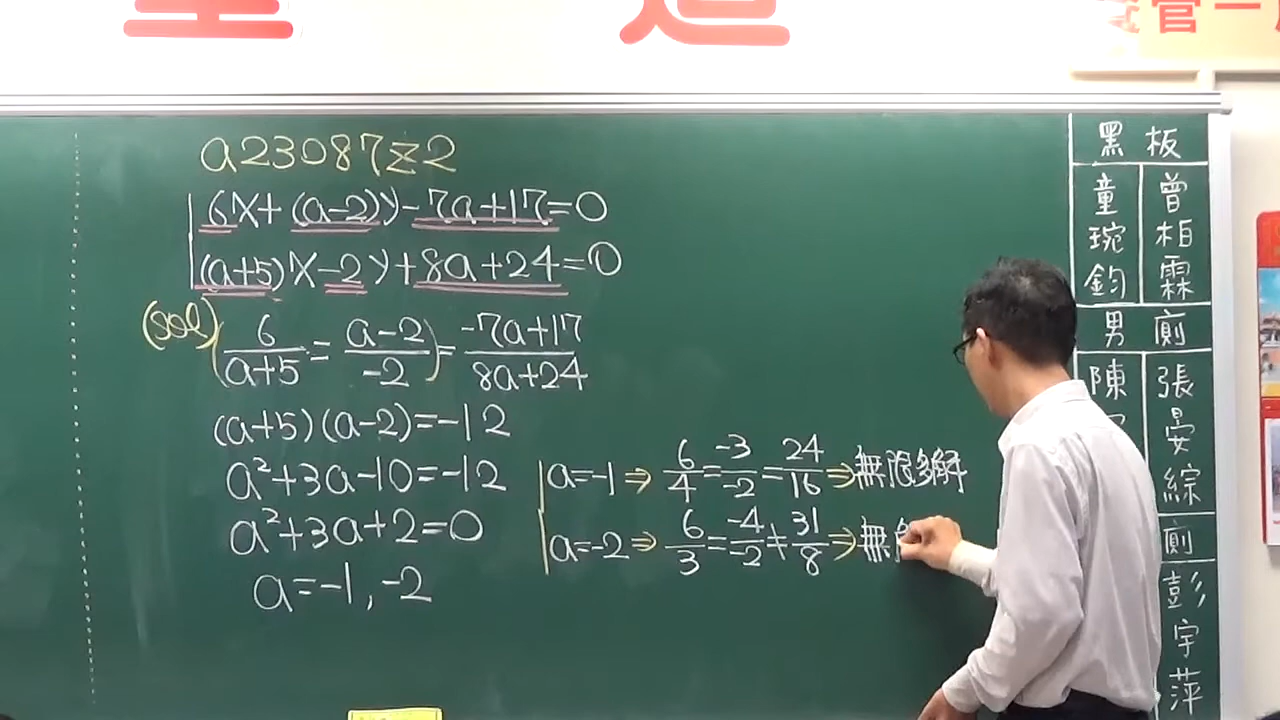 管一
a23087z2
6x+(a-2)y-7a+17=0
(a+5)x-2y+8a+24=0
(sol) (6/(a+5)=(a-2)/-2)=(-7a+17)/(8a+24)
(a+5)(a-2)=-12
a²+3a-10=-12
a²+3a+2=0
a=-1,-2
a=-1⇒6/4=-3/-2=24/16⇒無限多解
a=-2⇒6/3=-4/-2≠31/8⇒無
黑板
童琬鈞
曾柏霖
男廁
陳
張晏綜
廁
彭宇萍